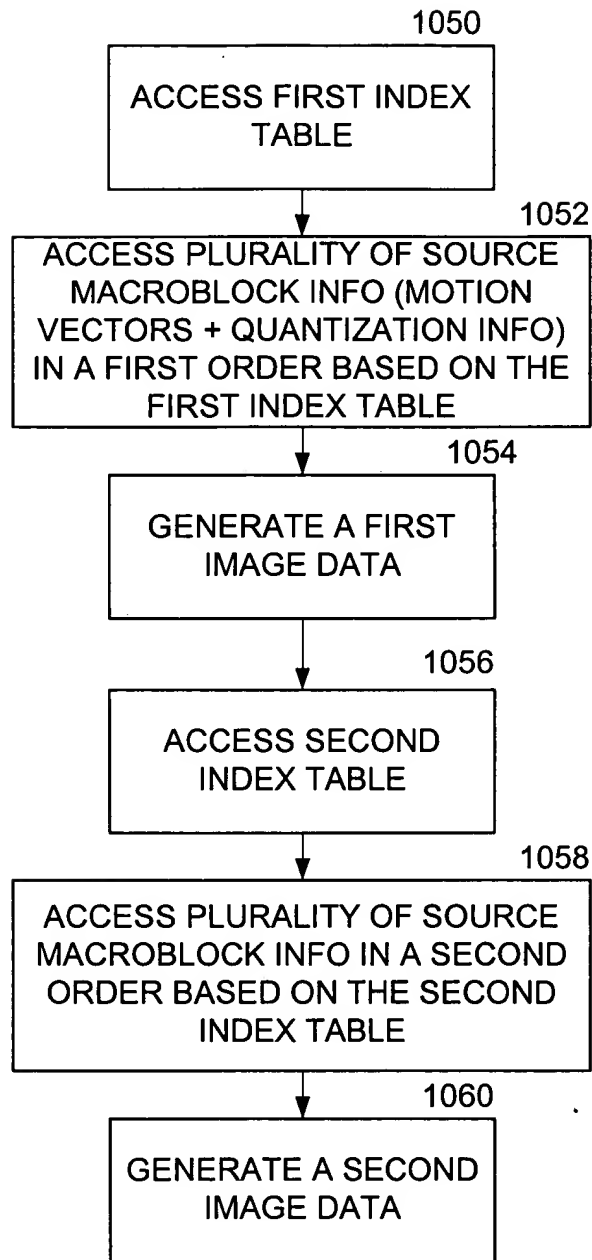 1050
ACCESS FIRST INDEX
TABLE
1052
ACCESS PLURALITY OF SOURCE
MACROBLOCK INFO (MOTION
VECTORS + QUANTIZATION INFO)
IN A FIRST ORDER BASED ON THE
FIRST INDEX TABLE
1054
GENERATE A FIRST
IMAGE DATA
1056
ACCESS SECOND
INDEX TABLE
1058
ACCESS PLURALITY OF SOURCE
MACROBLOCK INFO IN A SECOND
ORDER BASED ON THE SECOND
INDEX TABLE
1060
GENERATE A SECOND
IMAGE DATA